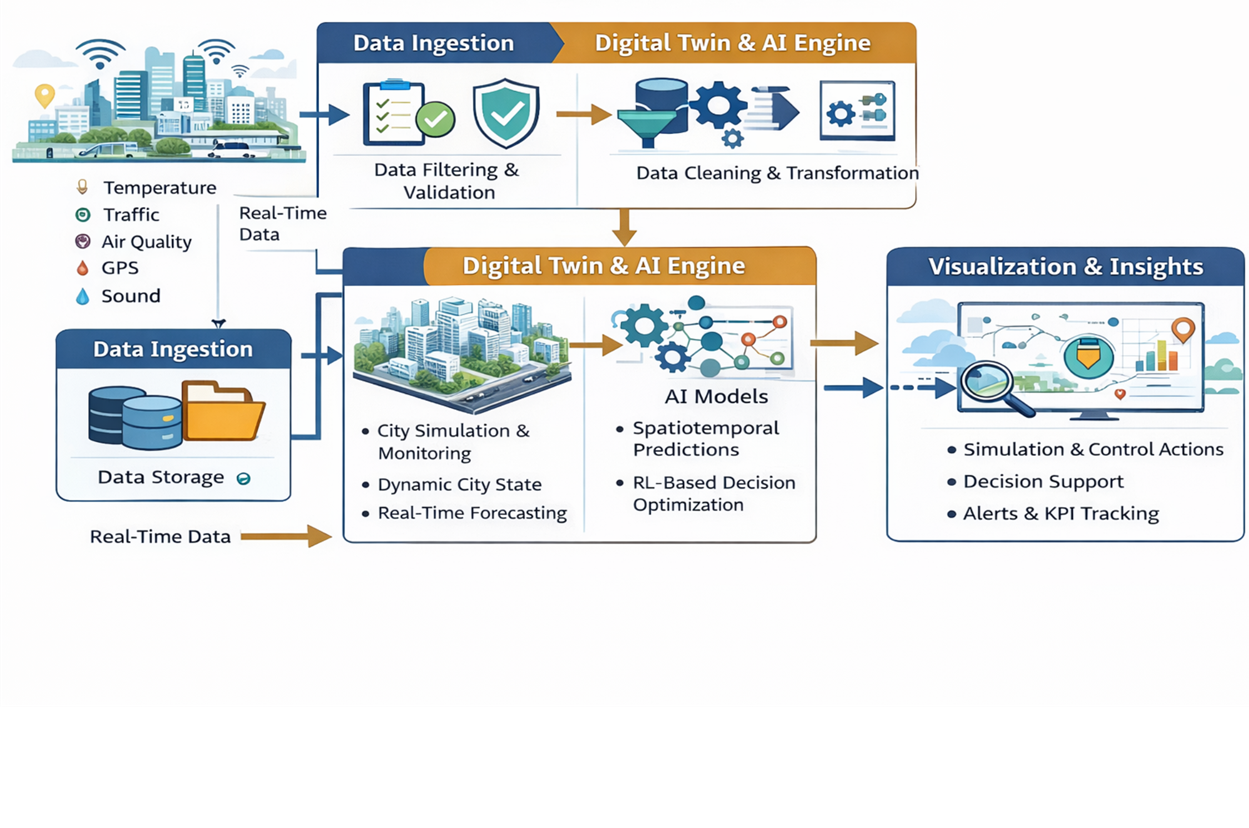 Data Ingestion
Digital Twin & AI Engine
Data Filtering &
Validation
Data Cleaning & Transformation
Temperature
Traffic
Air Quality
GPS
Sound
Real-Time
Data
Data Ingestion
Data Storage
Real-Time Data
Digital Twin & AI Engine
• City Simulation &
Monitoring
• Dynamic City State
• Real-Time Forecasting
AI Models
• Spatiotemporal
Predictions
• RL-Based Decision
Optimization
Visualization & Insights
• Simulation & Control Actions
• Decision Support
• Alerts & KPI Tracking